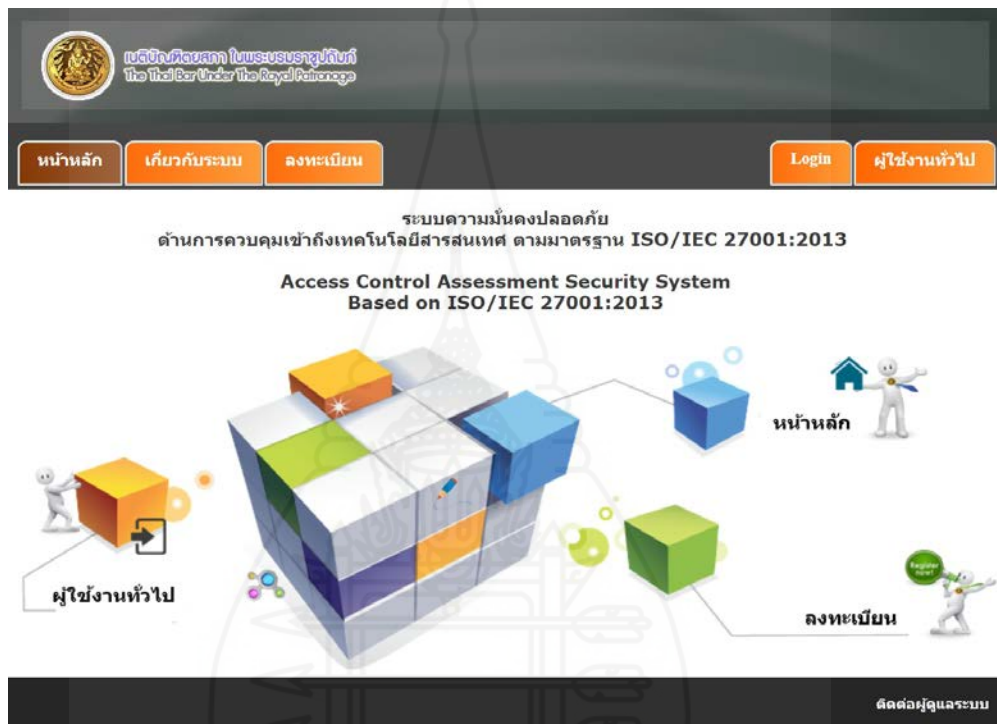 เนติบัณฑิตยสภา ในพระบรมราชูปถัมภ์
The Thai Bar Under The Royal Patronage
หน้าหลัก
เกี่ยวกับระบบ
ลงทะเบียน
Login
ผู้ใช้งานทั่วไป
ระบบความมั่นคงปลอดภัย
ด้านการควบคุมเข้าถึงเทคโนโลยีสารสนเทศ ตามมาตรฐาน ISO/IEC 27001:2013
Access Control Assessment Security System
Based on ISO/IEC 27001:2013
หน้าหลัก
ผู้ใช้งานทั่วไป
Register
now!
ลงทะเบียน
ติดต่อผู้ดูแลระบบ